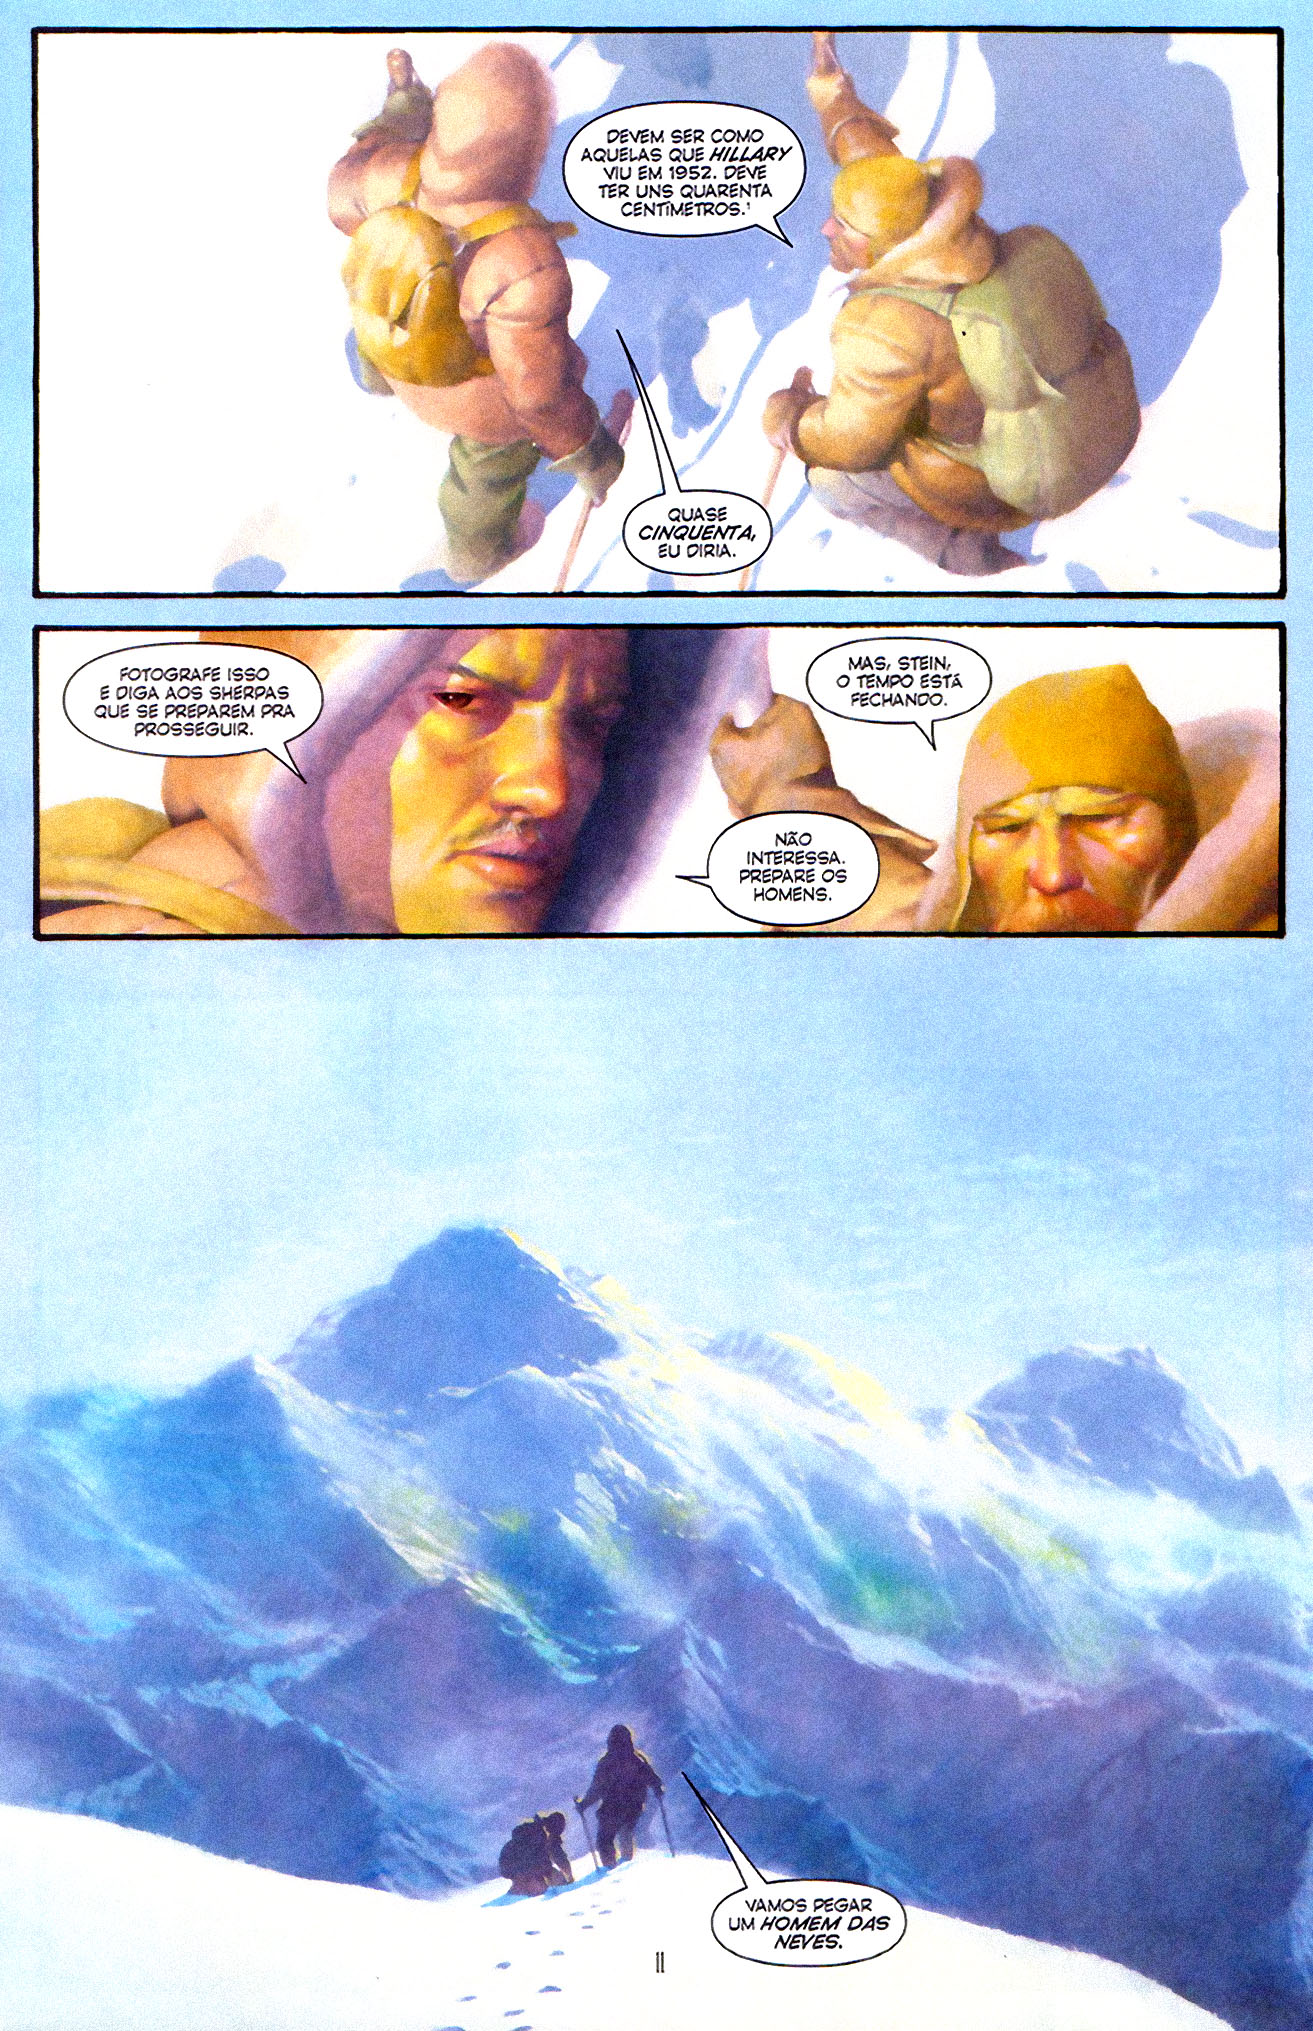 DEVEM SER COMO
AQUELAS QUE HILLARY
VIU EM 1952. DEVE
TER UNS QUARENTA
CENTÍMETROS.¹
QUASE
CINQUENTA,
EU DIRIA.
FOTOGRAFE ISSO
E DIGA AOS SHERPAS
QUE SE PREPAREM PRA
PROSSEGUIR.
MAS, STEIN,
O TEMPO ESTÁ
FECHANDO.
NÃO
INTERESSA.
PREPARE OS
HOMENS.
VAMOS PEGAR
UM HOMEM DAS
NEVES.
11